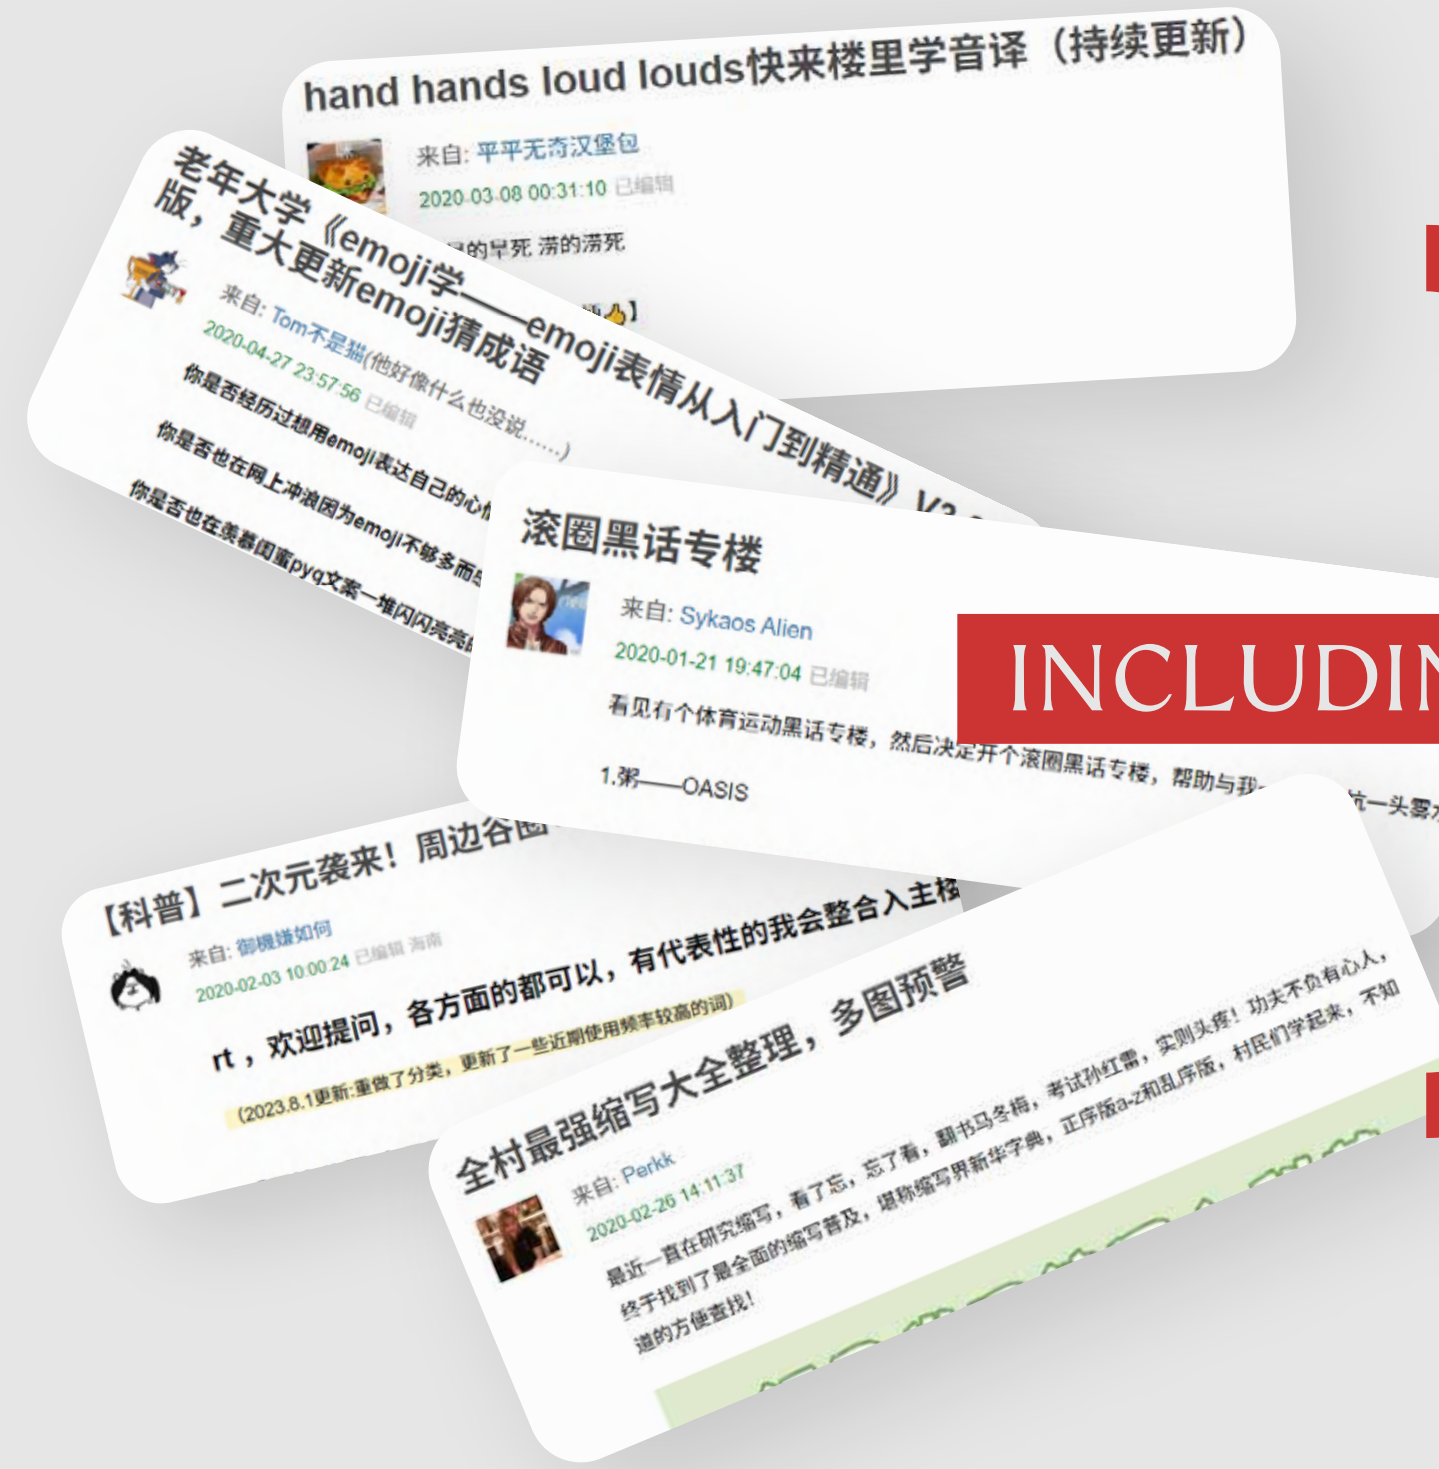 hand hands loud louds快来楼里学音译（持续更新）
来自: 平平无奇汉堡包
2020-03-08 00:31:10 已编辑
的旱死 涝的涝死
👍】
老年大学《emoji学——emoji表情从入门到精通》
版，重大更新emoji猜成语
来自: Tom不是猫(他好像什么也没说……)
2020-04-27 23:57:56 已编辑
你是否经历过想用emoji表达自己的心
你是否也在网上冲浪因为emoji不够多而
你是否也在羡慕闺蜜pyq文案一堆闪闪亮亮
滚圈黑话专楼
来自: Sykaos Alien
2020-01-21 19:47:04 已编辑
看见有个体育运动黑话专楼，然后决定开个滚圈黑话专楼，帮助与我 一头雾
1.粥——OASIS
INCLUDIN
【科普】二次元袭来！周边谷圈
来自: 御機嫌如何
2020-02-03 10:00:24 已编辑 海南
rt ，欢迎提问，各方面的都可以，有代表性的我会整合入主楼
（2023.8.1更新:重做了分类，更新了一些近期使用频率较高的词）
全村最强缩写大全整理，多图预警
来自: Perkk
2020-02-26 14:11:37
最近一直在研究缩写，看了忘，忘了看，翻书马冬梅，考试孙红雷，实则头疼！功夫不负有心人，
终于找到了最全面的缩写普及，堪称缩写界新华字典，正序版a-z和乱序版，村民们学起来，不知
道的方便查找！